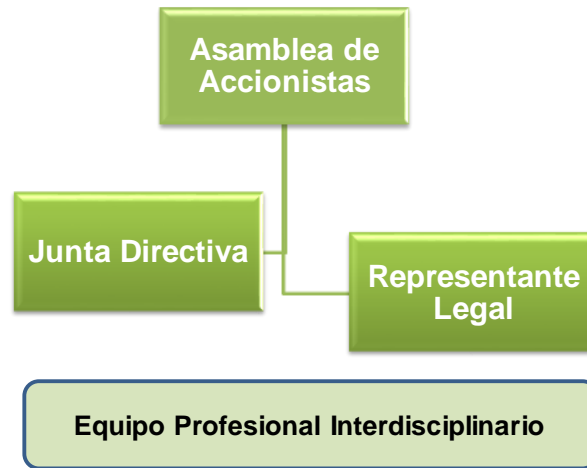 Asamblea de
Accionistas
Junta Directiva
Representante
Legal
Equipo Profesional Interdisciplinario